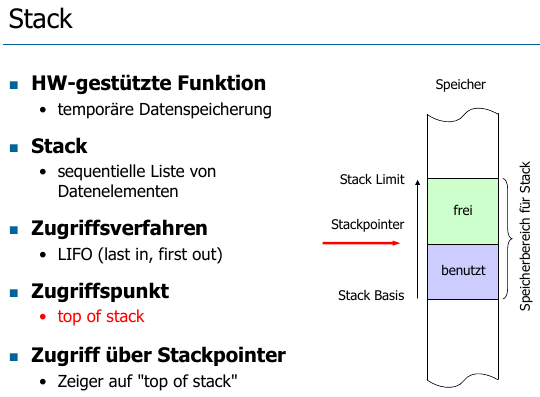 Stack
HW-gestützte Funktion
• temporäre Datenspeicherung
Stack
• sequentielle Liste von
Datenelementen
Zugriffsverfahren
• LIFO (last in, first out)
Zugriffspunkt
• top of stack
Zugriff über Stackpointer
• Zeiger auf "top of stack"
Speicher
Stack Limit
frei
Stackpointer
benutzt
Stack Basis
Speicherbereich für Stack